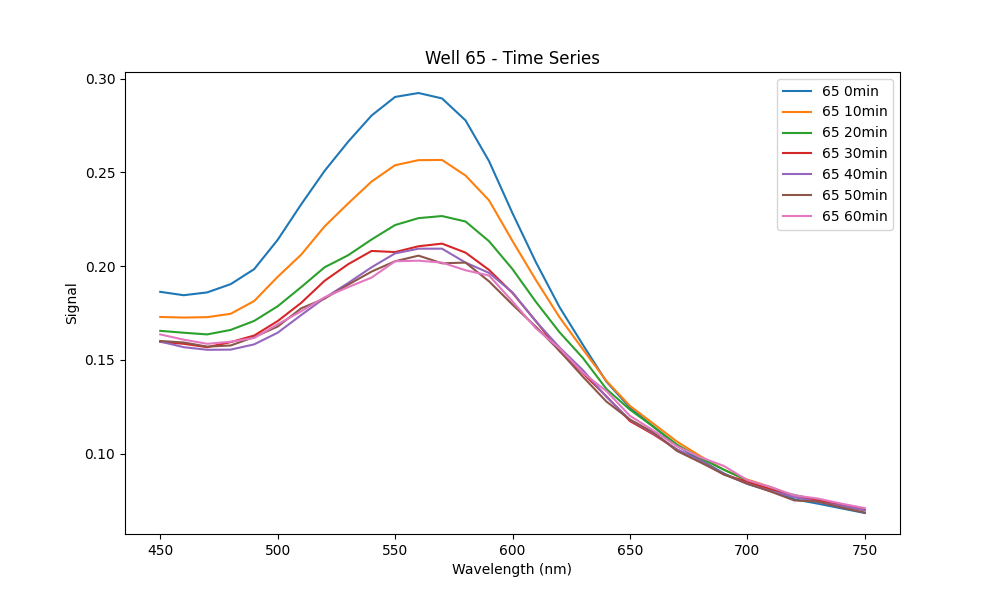 Well 65 - Time Series
Signal
0.30
0.25
0.20
0.15
0.10
65 0min
65 10min
65 20min
65 30min
65 40min
65 50min
65 60min
450 500 550 600 650 700 750
Wavelength (nm)